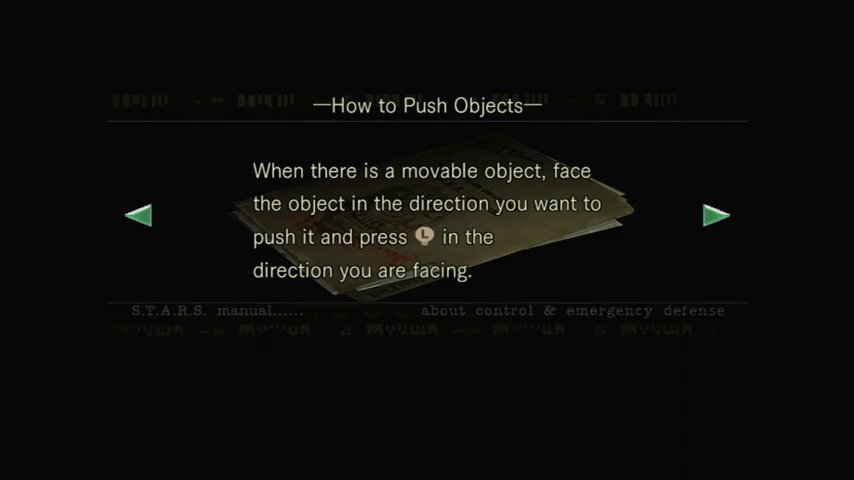 —How to Push Objects—
When there is a movable object, face
the object in the direction you want to
push it and press L in the
direction you are facing.
S.T.A.R.S. manual...... about control & emergency defense